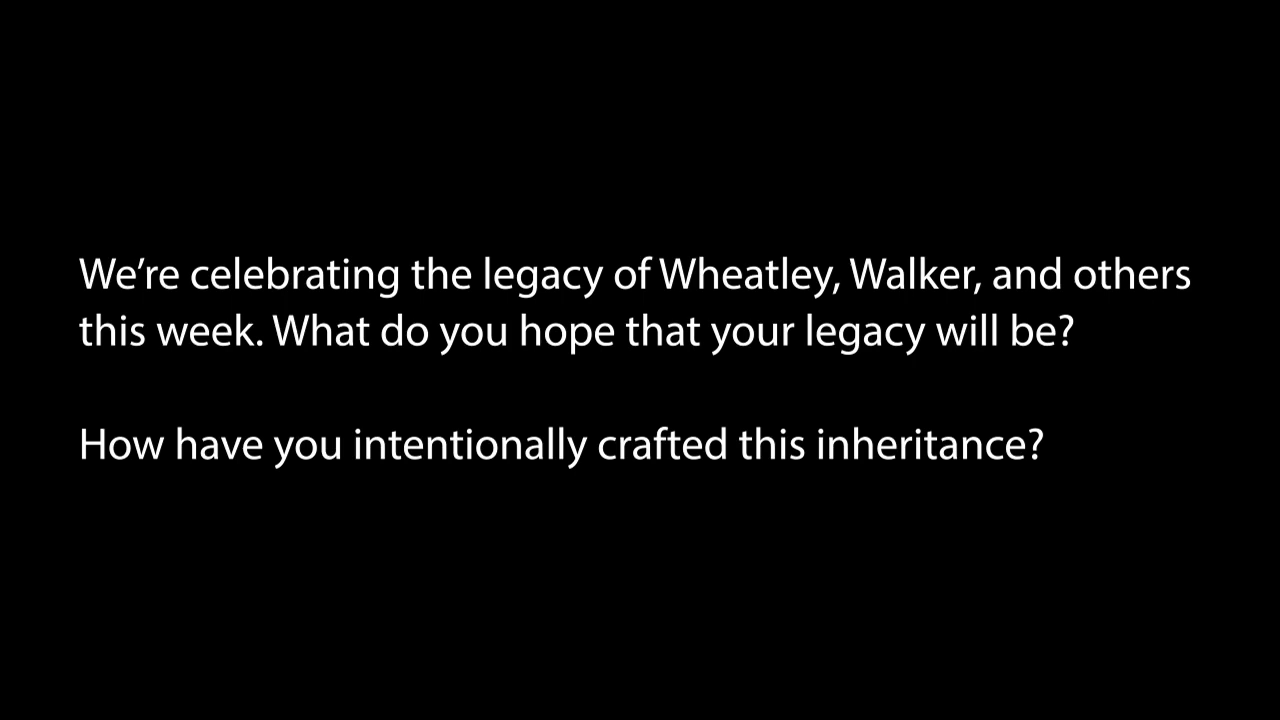 We’re celebrating the legacy of Wheatley, Walker, and others
this week. What do you hope that your legacy will be?
How have you intentionally crafted this inheritance?